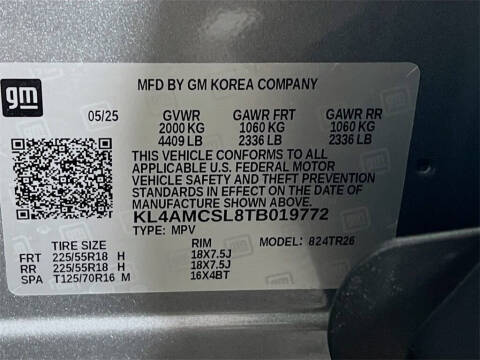 gm
MFD BY GM KOREA COMPANY
05/25 GVWR GAWR FRT GAWR RR
2000 KG 1060 KG 1060 KG
4409 LB 2336 LB 2336 LB
THIS VEHICLE CONFORMS TO ALL
APPLICABLE U.S. FEDERAL MOTOR
VEHICLE SAFETY AND THEFT PREVENTION
STANDARDS IN EFFECT ON THE DATE OF
MANUFACTURE SHOWN ABOVE.
KL4AMCSL8TB019772
TYPE: MPV MODEL: 824TR26
TIRE SIZE RIM
FRT 225/55R18 H 18X7.5J
RR 225/55R18 H 18X7.5J
SPA T125/70R16 M 16X4BT